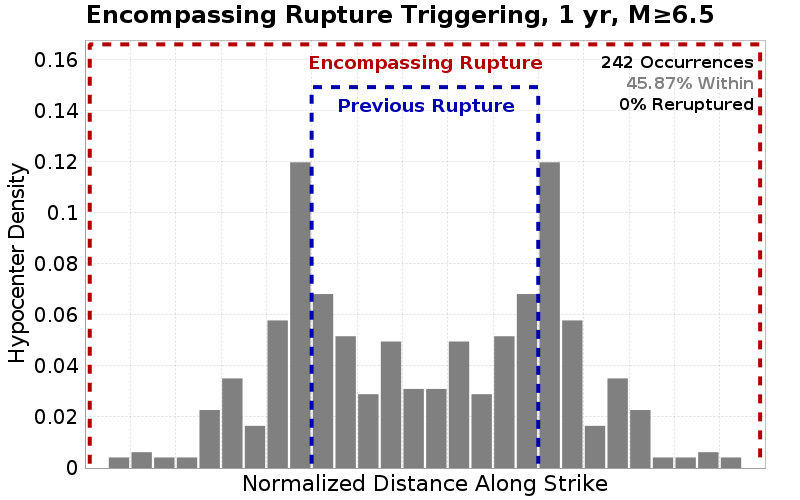 Encompassing Rupture Triggering, 1 yr, M≥6.5
Encompassing Rupture
242 Occurrences
45.87% Within
0% Reruptured
Previous Rupture
Hypocenter Density
0.16
0.14
0.12
0.1
0.08
0.06
0.04
0.02
0
Normalized Distance Along Strike